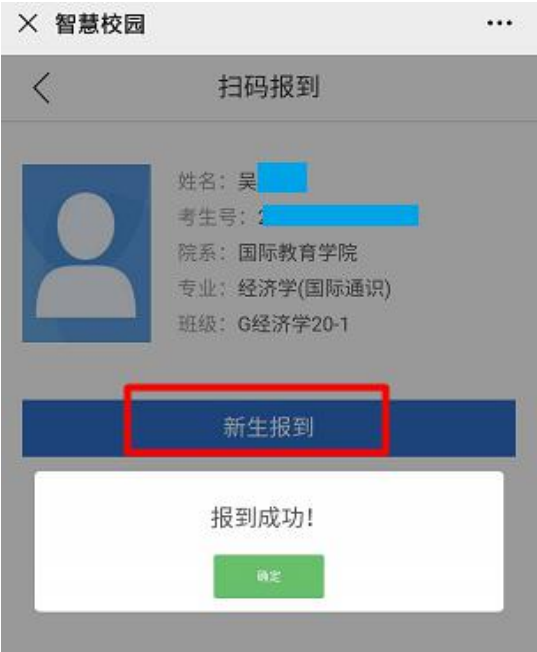 智慧校园
扫码报到
姓名：吴
考生号：
院系：国际教育学院
专业：经济学(国际通识)
班级：G经济学20-1
新生报到
报到成功！
确定